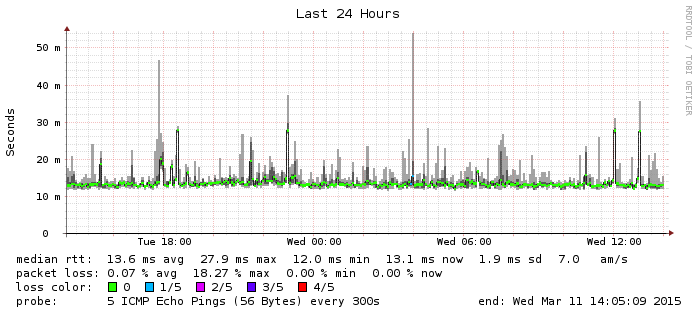 Last 24 Hours
RRDTOOL / TOBI OETIKER
Seconds
50 m
40 m
30 m
20 m
10 m
0
Tue 18:00 Wed 00:00 Wed 06:00 Wed 12:00
median rtt: 13.6 ms avg 27.9 ms max 12.0 ms min 13.1 ms now 1.9 ms sd 7.0 am/s
packet loss: 0.07 % avg 18.27 % max 0.00 % min 0.00 % now
loss color: 0 1/5 2/5 3/5 4/5
probe: 5 ICMP Echo Pings (56 Bytes) every 300s end: Wed Mar 11 14:05:09 2015